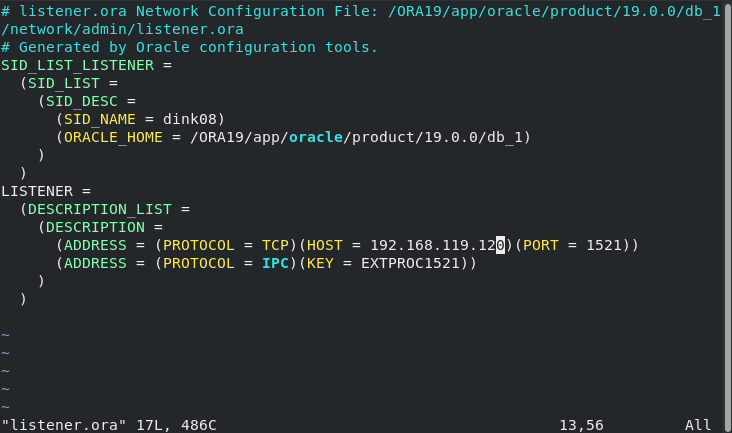 # listener.ora Network Configuration File: /ORA19/app/oracle/product/19.0.0/db_1
/network/admin/listener.ora
# Generated by Oracle configuration tools.
SID_LIST_LISTENER =
  (SID_LIST =
    (SID_DESC =
      (SID_NAME = dink08)
      (ORACLE_HOME = /ORA19/app/oracle/product/19.0.0/db_1)
    )
  )
LISTENER =
  (DESCRIPTION_LIST =
    (DESCRIPTION =
      (ADDRESS = (PROTOCOL = TCP)(HOST = 192.168.119.120)(PORT = 1521))
      (ADDRESS = (PROTOCOL = IPC)(KEY = EXTPROC1521))
    )
  )
~
~
~
~
~
"listener.ora" 17L, 486C 13,56 All